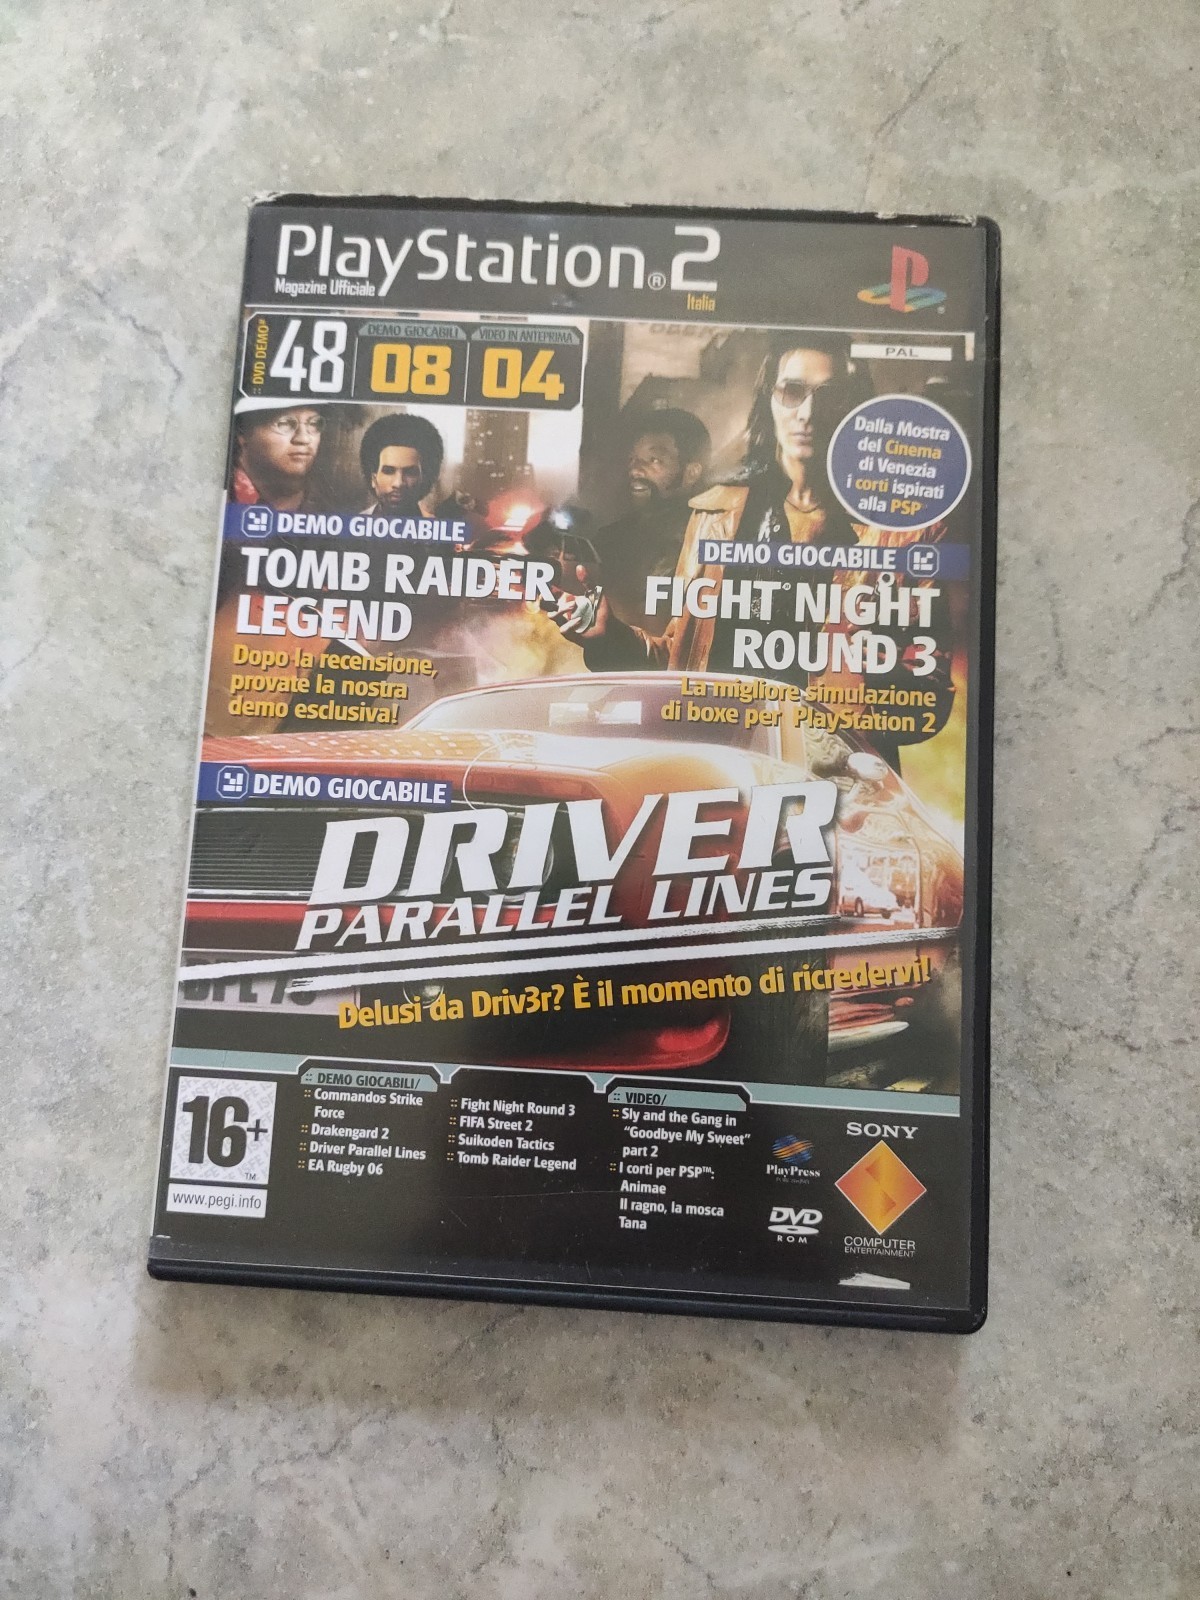 PlayStation®2
Magazine Ufficiale
Italia
DVD DEMO
48
DEMO GIOCABILI
08
VIDEO IN ANTEPRIMA
04
PAL
Dalla Mostra
del Cinema
di Venezia
i corti ispirati
alla PSP
DEMO GIOCABILE
TOMB RAIDER
LEGEND
Dopo la recensione,
provate la nostra
demo esclusiva!
DEMO GIOCABILE
FIGHT NIGHT
ROUND 3
La migliore simulazione
di boxe per PlayStation 2
DEMO GIOCABILE
DRIVER
PARALLEL LINES
Delusi da Driv3r? È il momento di ricredervi!
16+
TM
www.pegi.info
:: DEMO GIOCABILI/
:: Commandos Strike
Force
:: Drakengard 2
:: Driver Parallel Lines
:: EA Rugby 06
:: Fight Night Round 3
:: FIFA Street 2
:: Suikoden Tactics
:: Tomb Raider Legend
:: VIDEO/
:: Sly and the Gang in
"Goodbye My Sweet"
part 2
:: I corti per PSP™:
Animae
Il ragno, la mosca
Tana
PlayPress
DVD
ROM
SONY
COMPUTER
ENTERTAINMENT